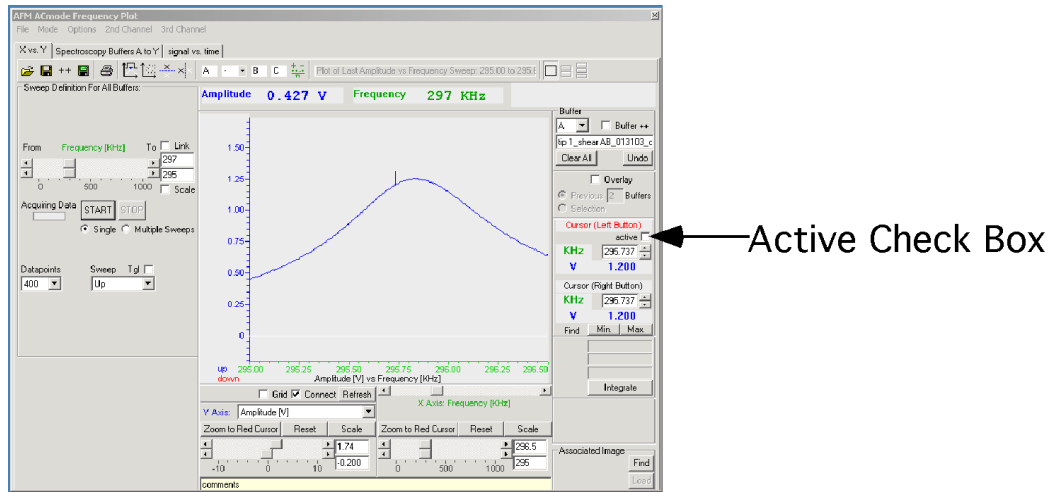 AFM ACmode Frequency Plot
File Mode Options 2nd Channel 3rd Channel
X vs. Y Spectroscopy Buffers A to Y signal vs. time
++ A - B C Plot of Last Amplitude vs Frequency Sweep: 295.00 to 295.
Sweep Definition For All Buffers:
Amplitude 0.427 V Frequency 297 KHz
From Frequency [KHz] To Link
297
295
0 500 1000 Scale
Acquiring Data START STOP
Single Multiple Sweeps
Datapoints Sweep Tgl
400 Up
1.50
1.25
1.00
0.75
0.50
0.25
0
up 295.00 295.25 295.50 295.75 296.00 296.25 296.50
down Amplitude [V] vs Frequency [KHz]
Grid Connect Refresh
X Axis: Frequency [KHz]
Y Axis: Amplitude [V]
Zoom to Red Cursor Reset Scale Zoom to Red Cursor Reset Scale
1.74 296.5
-0.200 295
-10 0 10 0 500 1000
comments
Buffer
A Buffer ++
tip 1_shear AB_013103_c
Clear All Undo
Overlay
Previous 2 Buffers
Selection
Cursor (Left Button)
active
KHz 295.737
V 1.200
Cursor (Right Button)
KHz 295.737
V 1.200
Find Min. Max.
Integrate
Associated Image
Find
Load
Active Check Box